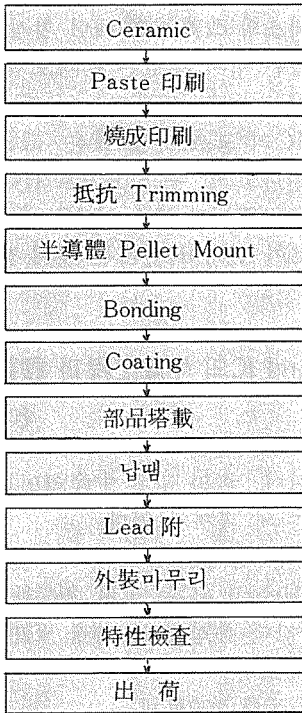 Ceramic
Paste 印刷
燒成印刷
抵抗 Trimming
半導體 Pellet Mount
Bonding
Coating
部品塔載
납땜
Lead 附
外裝마무리
特性檢査
出 荷